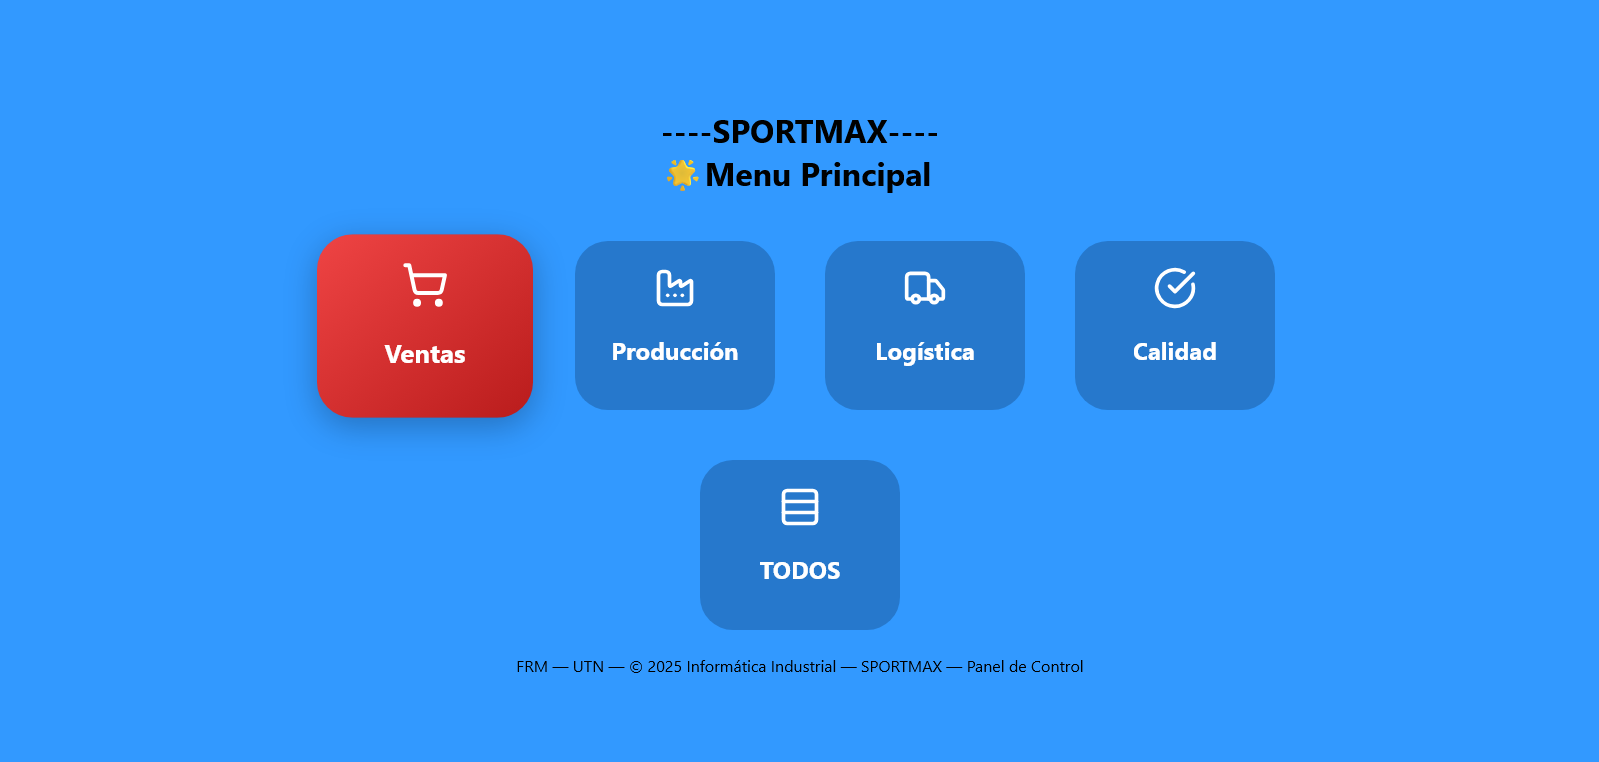 ----SPORTMAX----
🌟 Menu Principal
Ventas
Producción
Logística
Calidad
TODOS
FRM — UTN — © 2025 Informática Industrial — SPORTMAX — Panel de Control